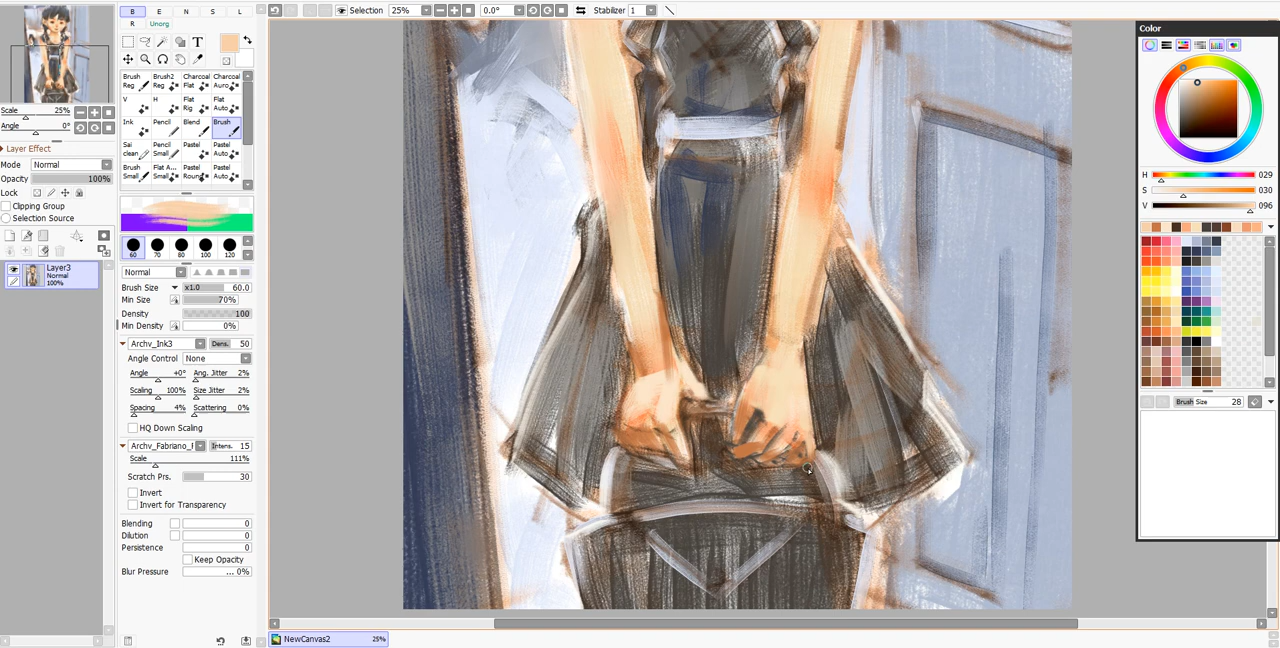 B E N S L
R Unorg
Selection 25% 0.0° Stabilizer 1
Color
Scale 25%
Angle 0°
Layer Effect
Mode Normal
Opacity 100%
Lock
Clipping Group
Selection Source
Layer3
Normal
100%
T
Brush Reg Brush2 Reg Charcoal Flat Charcoal Auto
V H Flat Rig Flat Auto
Ink Pencil Blend Brush
Sai clean Pencil Small Pastel Pastel Auto
Brush Small Flat A... Small Pastel Roun Pastel Auto
60 70 80 100 120
Normal
Brush Size x1.0 60.0
Min Size 70%
Density 100
Min Density 0%
Archv_Ink3 Dens. 50
Angle Control None
Angle +0° Ang. Jitter 2%
Scaling 100% Size Jitter 2%
Spacing 4% Scattering 0%
HQ Down Scaling
Archv_Fabriano_F Intens. 15
Scale 111%
Scratch Prs. 30
Invert
Invert for Transparency
Blending 0
Dilution 0
Persistence 0
Keep Opacity
Blur Pressure ... 0%
H 029
S 030
V 096
Brush Size 28
NewCanvas2 25%